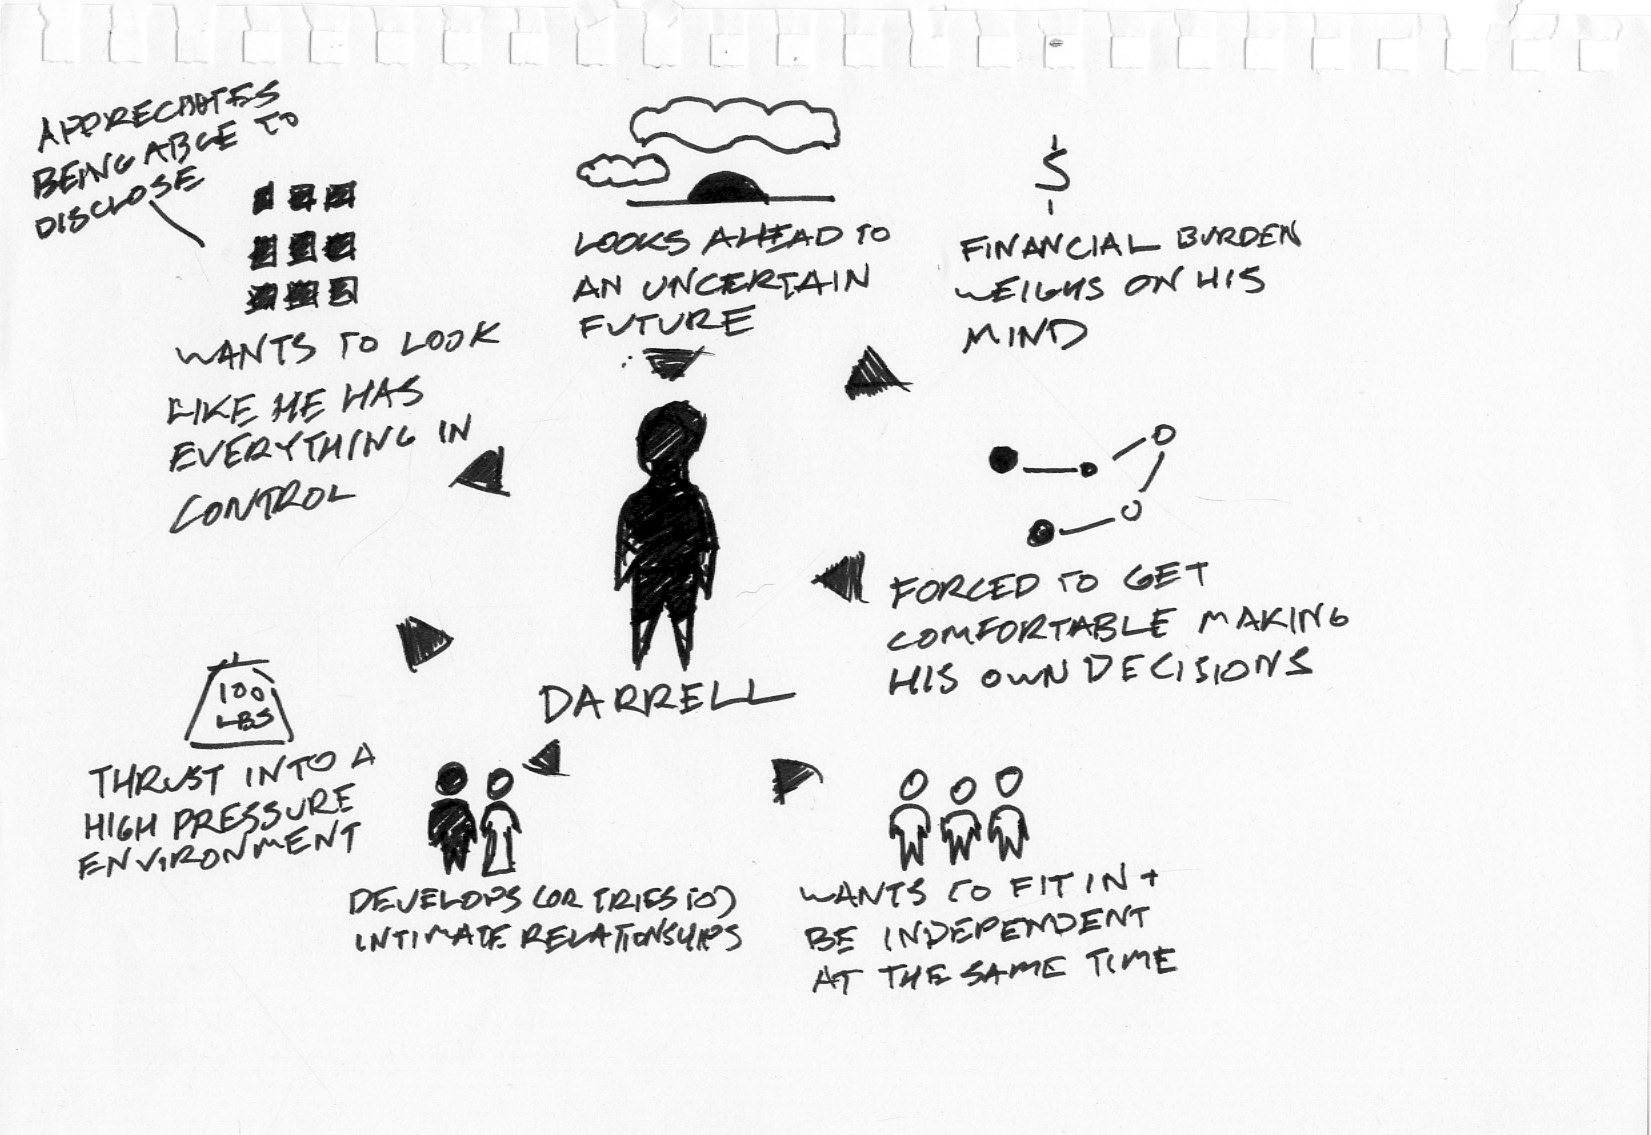 APPRECIATES
BEING ABLE TO
DISCLOSE
WANTS TO LOOK
LIKE HE HAS
EVERYTHING IN
CONTROL
LOOKS AHEAD TO
AN UNCERTAIN
FUTURE
$
FINANCIAL BURDEN
WEIGHS ON HIS
MIND
FORCED TO GET
COMFORTABLE MAKING
HIS OWN DECISIONS
DARRELL
100
LBS
THRUST INTO A
HIGH PRESSURE
ENVIRONMENT
DEVELOPS (OR TRIES TO)
INTIMATE RELATIONSHIPS
WANTS TO FIT IN +
BE INDEPENDENT
AT THE SAME TIME